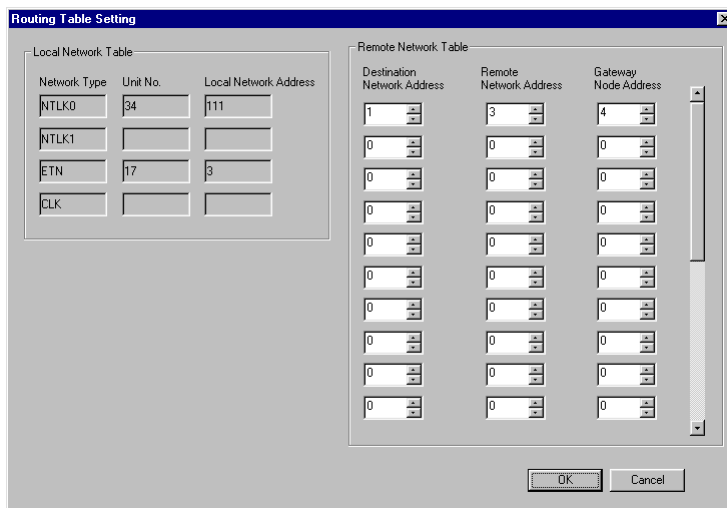 Routing Table Setting
Local Network Table
Network Type Unit No. Local Network Address
NTLK0 34 111
NTLK1
ETN 17 3
CLK
Remote Network Table
Destination Network Address
Remote Network Address
Gateway Node Address
1 3 4
0 0 0
0 0 0
0 0 0
0 0 0
0 0 0
0 0 0
0 0 0
0 0 0
0 0 0
OK Cancel